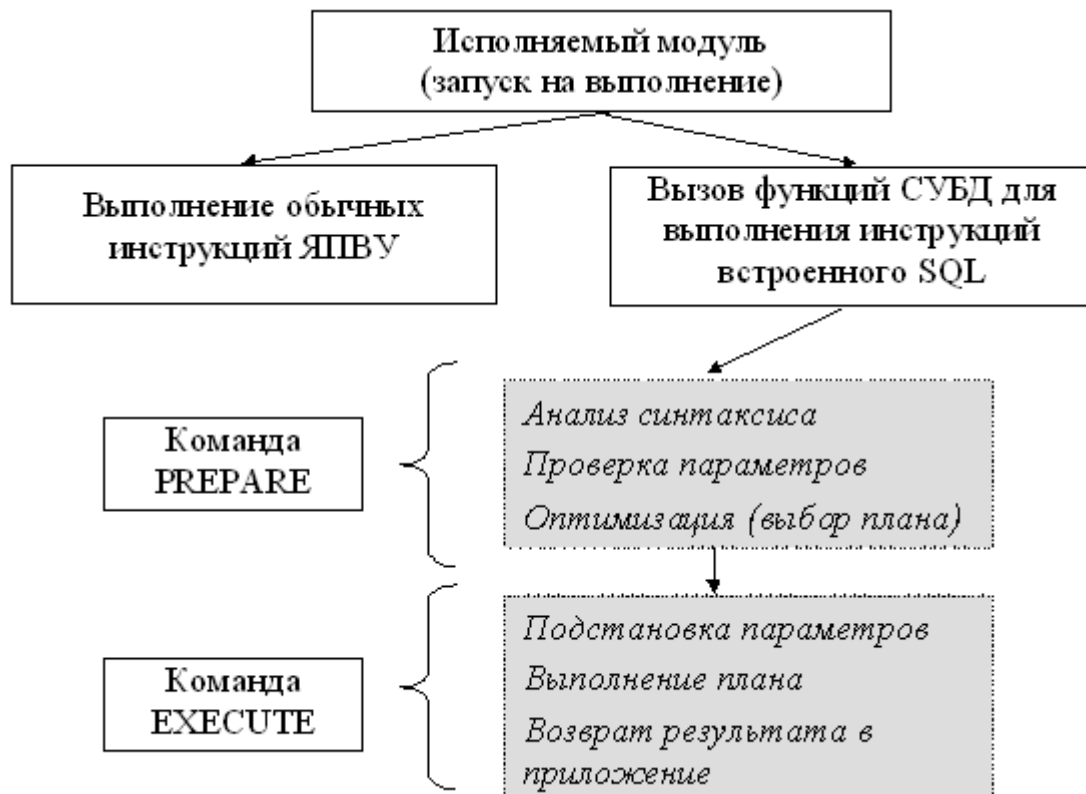 Исполняемый модуль
(запуск на выполнение)
Выполнение обычных
инструкций ЯПВУ
Вызов функций СУБД для
выполнения инструкций
встроенного SQL
Команда
PREPARE
Анализ синтаксиса
Проверка параметров
Оптимизация (выбор плана)
Команда
EXECUTE
Подстановка параметров
Выполнение плана
Возврат результата в
приложение